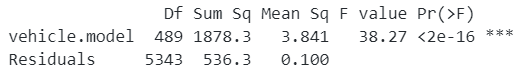 Df Sum Sq Mean Sq F value Pr(>F)
vehicle.model 489 1878.3 3.841 38.27 <2e-16 ***
Residuals 5343 536.3 0.100